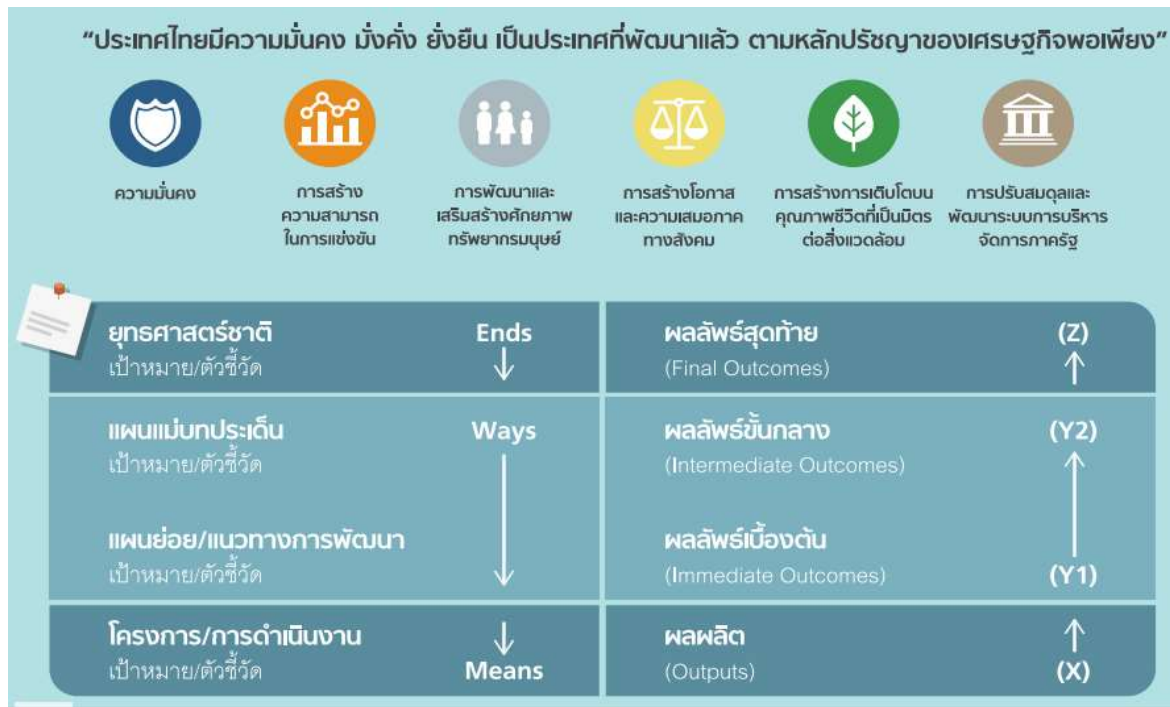 “ประเทศไทยมีความมั่นคง มั่งคั่ง ยั่งยืน เป็นประเทศที่พัฒนาแล้ว ตามหลักปรัชญาของเศรษฐกิจพอเพียง”
ความมั่นคง
การสร้าง
ความสามารถ
ในการแข่งขัน
การพัฒนาและ
เสริมสร้างศักยภาพ
ทรัพยากรมนุษย์
การสร้างโอกาส
และความเสมอภาค
ทางสังคม
การสร้างการเติบโตบน
คุณภาพชีวิตที่เป็นมิตร
ต่อสิ่งแวดล้อม
การปรับสมดุลและ
พัฒนาระบบการบริหาร
จัดการภาครัฐ
ยุทธศาสตร์ชาติ Ends
เป้าหมาย/ตัวชี้วัด
ผลลัพธ์สุดท้าย (Z)
(Final Outcomes)
แผนแม่บทประเด็น Ways
เป้าหมาย/ตัวชี้วัด
ผลลัพธ์ขั้นกลาง (Y2)
(Intermediate Outcomes)
แผนย่อย/แนวทางการพัฒนา
เป้าหมาย/ตัวชี้วัด
ผลลัพธ์เบื้องต้น
(Immediate Outcomes) (Y1)
โครงการ/การดำเนินงาน
เป้าหมาย/ตัวชี้วัด Means
ผลผลิต
(Outputs) (X)